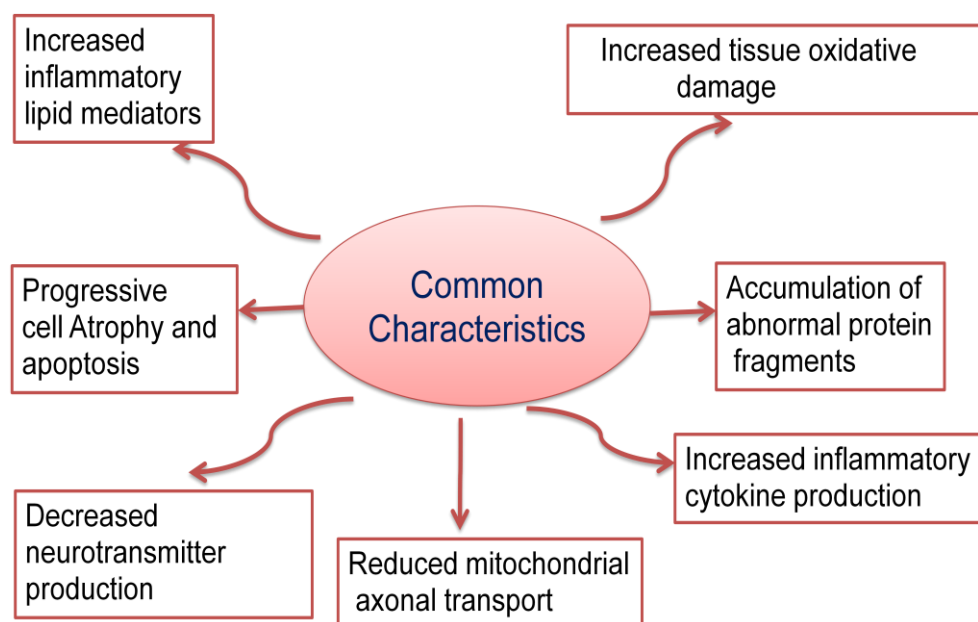 Increased
inflammatory
lipid mediators
Increased tissue oxidative
damage
Common
Characteristics
Progressive
cell Atrophy and
apoptosis
Accumulation of
abnormal protein
fragments
Decreased
neurotransmitter
production
Reduced mitochondrial
axonal transport
Increased inflammatory
cytokine production